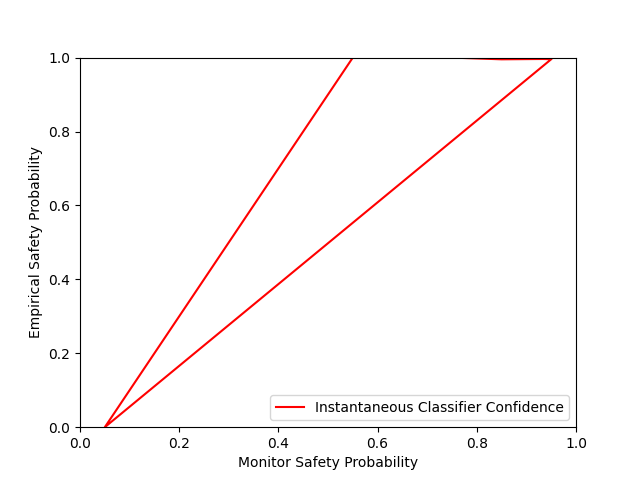 1.0
0.8
0.6
0.4
0.2
0.0
Empirical Safety Probability
Instantaneous Classifier Confidence
0.0 0.2 0.4 0.6 0.8 1.0
Monitor Safety Probability